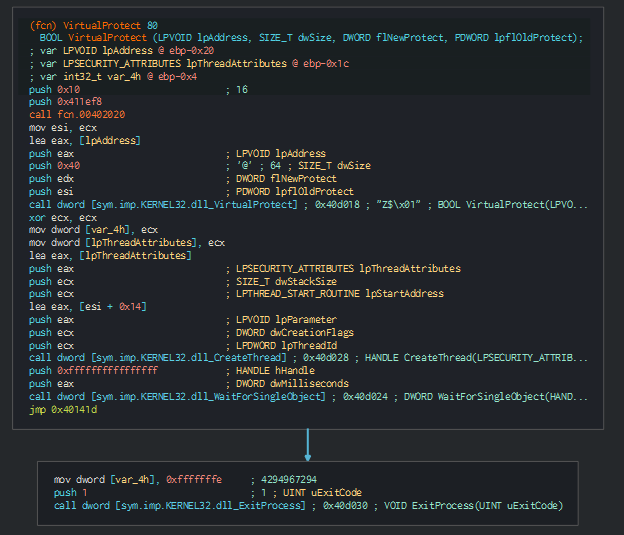 (fcn) VirtualProtect 80
BOOL VirtualProtect (LPVOID lpAddress, SIZE_T dwSize, DWORD flNewProtect, PDWORD lpflOldProtect);
; var LPVOID lpAddress @ ebp-0x20
; var LPSECURITY_ATTRIBUTES lpThreadAttributes @ ebp-0x1c
; var int32_t var_4h @ ebp-0x4
push 0x10 ; 16
push 0x411ef8
call fcn.00402020
mov esi, ecx
lea eax, [lpAddress]
push eax ; LPVOID lpAddress
push 0x40 ; '@' ; 64 ; SIZE_T dwSize
push edx ; DWORD flNewProtect
push esi ; PDWORD lpflOldProtect
call dword [sym.imp.KERNEL32.dll_VirtualProtect] ; 0x40d018 ; "Z$\x01" ; BOOL VirtualProtect(LPVO...
xor ecx, ecx
mov dword [var_4h], ecx
mov dword [lpThreadAttributes], ecx
lea eax, [lpThreadAttributes]
push eax ; LPSECURITY_ATTRIBUTES lpThreadAttributes
push ecx ; SIZE_T dwStackSize
push ecx ; LPTHREAD_START_ROUTINE lpStartAddress
lea eax, [esi + 0x14]
push eax ; LPVOID lpParameter
push ecx ; DWORD dwCreationFlags
push ecx ; LPDWORD lpThreadId
call dword [sym.imp.KERNEL32.dll_CreateThread] ; 0x40d028 ; HANDLE CreateThread(LPSECURITY_ATTRIB...
push 0xffffffffffffffff ; HANDLE hHandle
push eax ; DWORD dwMilliseconds
call dword [sym.imp.KERNEL32.dll_WaitForSingleObject] ; 0x40d024 ; DWORD WaitForSingleObject(HAND...
jmp 0x40141d
mov dword [var_4h], 0xfffffffe ; 4294967294
push 1 ; 1 ; UINT uExitCode
call dword [sym.imp.KERNEL32.dll_ExitProcess] ; 0x40d030 ; VOID ExitProcess(UINT uExitCode)